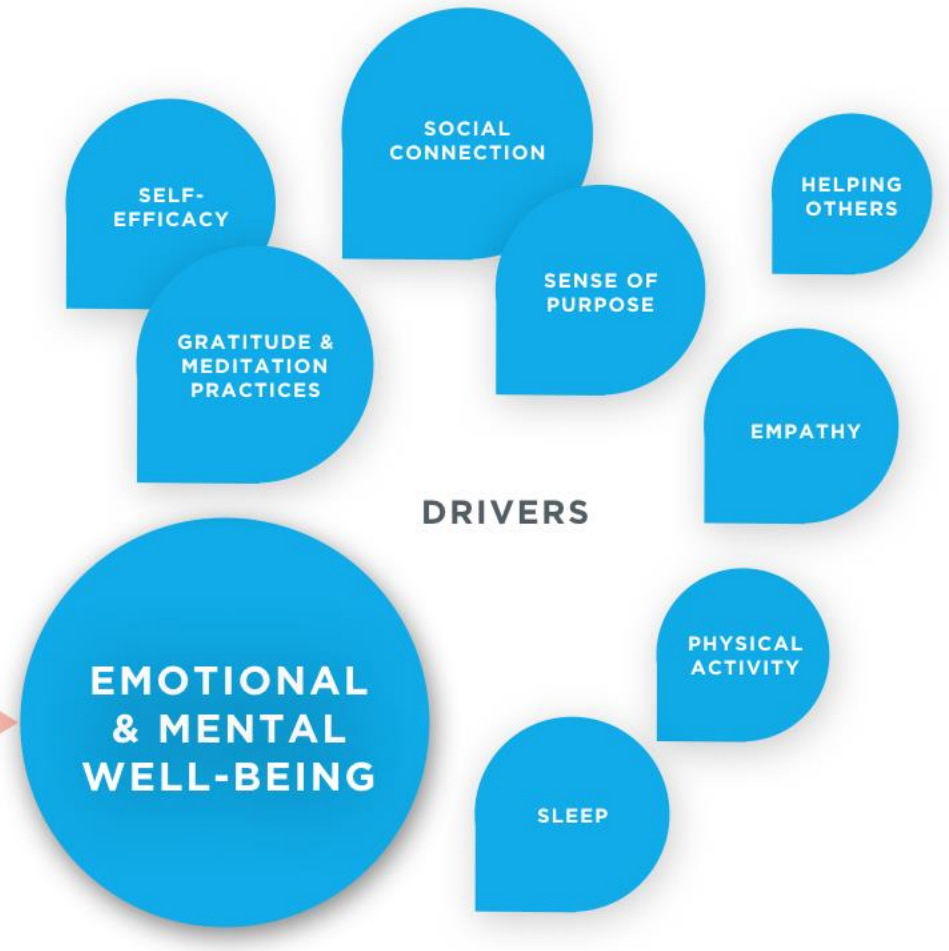 SOCIAL
CONNECTION
SELF-
EFFICACY
HELPING
OTHERS
SENSE OF
PURPOSE
GRATITUDE &
MEDITATION
PRACTICES
EMPATHY
DRIVERS
PHYSICAL
ACTIVITY
EMOTIONAL
& MENTAL
WELL-BEING
SLEEP